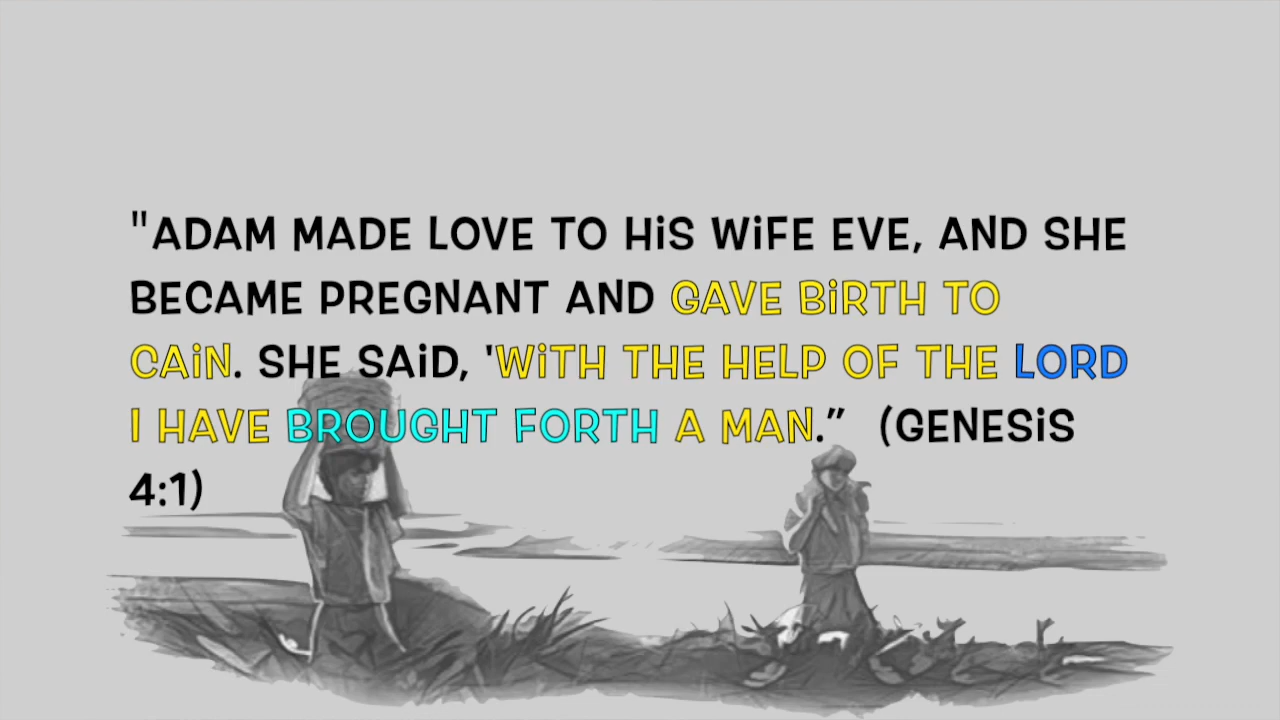 "ADAM MADE LOVE TO HiS WiFE EVE, AND SHE
BECAME PREGNANT AND GAVE BiRTH TO
CAiN. SHE SAiD, 'WiTH THE HELP OF THE LORD
I HAVE BROUGHT FORTH A MAN.” (GENESiS
4:1)